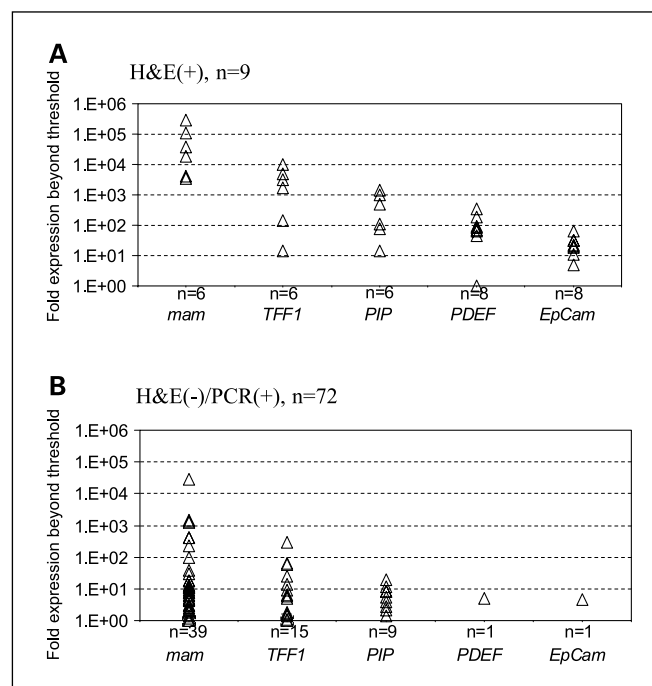 A
H&E(+), n=9
Fold expression beyond threshold
1.E+06
1.E+05
1.E+04
1.E+03
1.E+02
1.E+01
1.E+00
n=6 n=6 n=6 n=8 n=8
mam TFF1 PIP PDEF EpCam
B
H&E(-)/PCR(+), n=72
Fold expression beyond threshold
1.E+06
1.E+05
1.E+04
1.E+03
1.E+02
1.E+01
1.E+00
n=39 n=15 n=9 n=1 n=1
mam TFF1 PIP PDEF EpCam